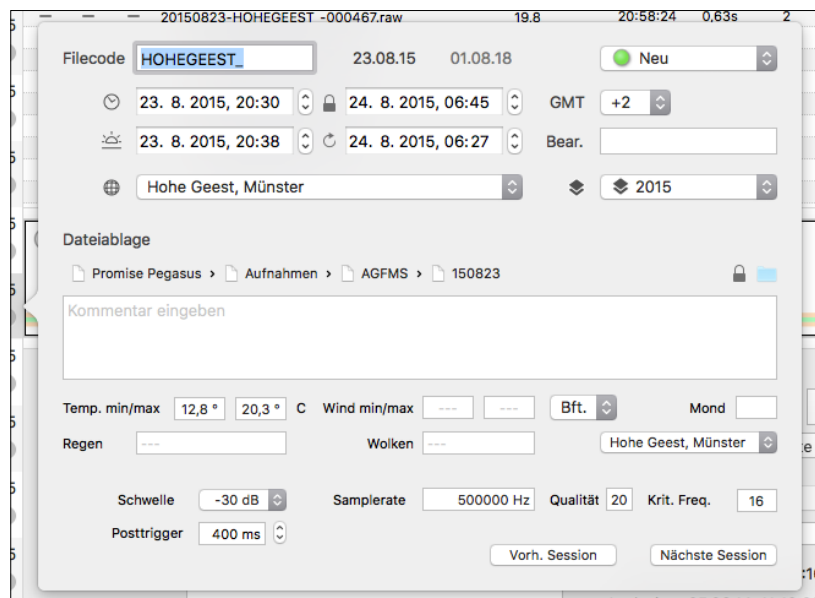 20150823-HOHEGEEST_-000467.raw 19.8 20:58:24 0,63s 2
Filecode HOHEGEEST_ 23.08.15 01.08.18 Neu
23. 8. 2015, 20:30 24. 8. 2015, 06:45 GMT +2
23. 8. 2015, 20:38 24. 8. 2015, 06:27 Bear.
Hohe Geest, Münster 2015
Dateiablage
Promise Pegasus › Aufnahmen › AGFMS › 150823
Kommentar eingeben
Temp. min/max 12,8 ° 20,3 ° C Wind min/max --- --- Bft. Mond
Regen --- Wolken --- Hohe Geest, Münster
Schwelle -30 dB Samplerate 500000 Hz Qualität 20 Krit. Freq. 16
Posttrigger 400 ms
Vorh. Session Nächste Session